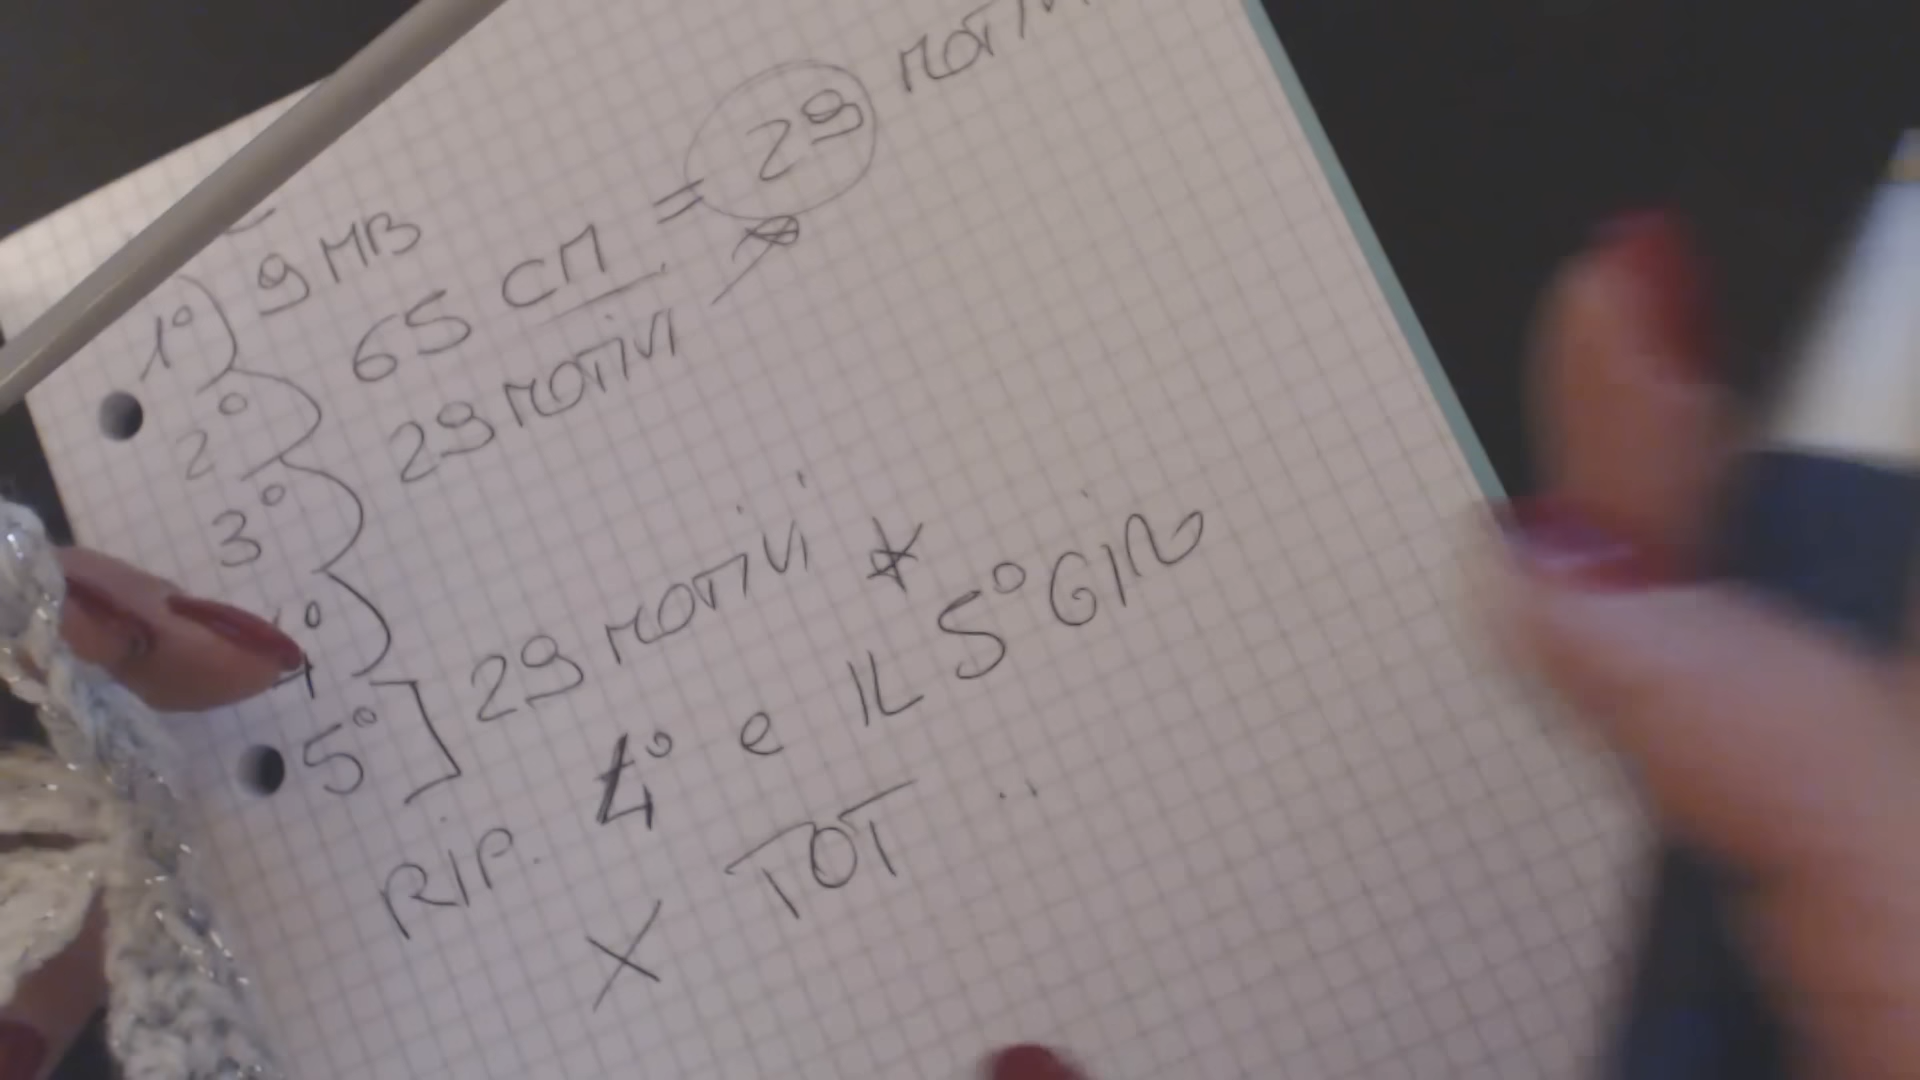 1°) 9 MB
2°) 65 CM = 29 MOTIVI
3°) 29 MOTIVI
4°)
5°] 29 MOTIVI
RIP. 4° e IL 5° GIRO
X TOT ..